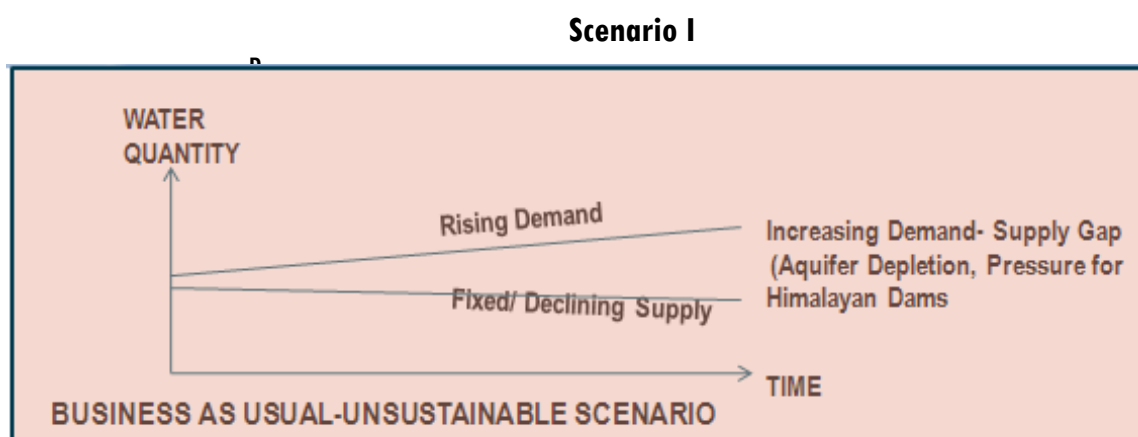 Scenario I
WATER
QUANTITY
Rising Demand
Increasing Demand- Supply Gap
(Aquifer Depletion, Pressure for
Himalayan Dams
Fixed/ Declining Supply
TIME
BUSINESS AS USUAL-UNSUSTAINABLE SCENARIO